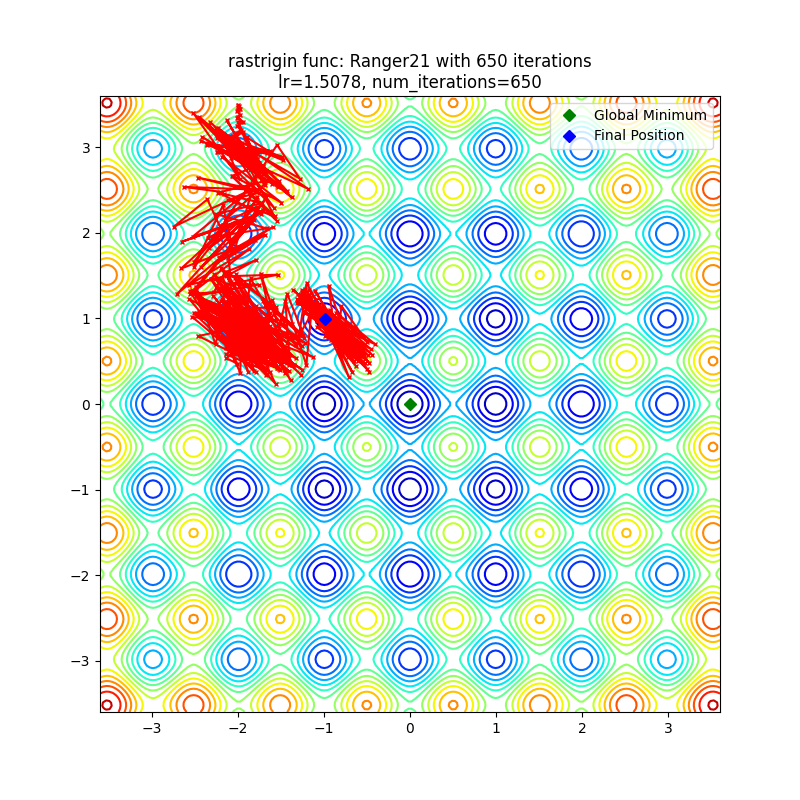 rastrigin func: Ranger21 with 650 iterations
lr=1.5078, num_iterations=650
Global Minimum
Final Position
3
2
1
0
−1
−2
−3
−3 −2 −1 0 1 2 3